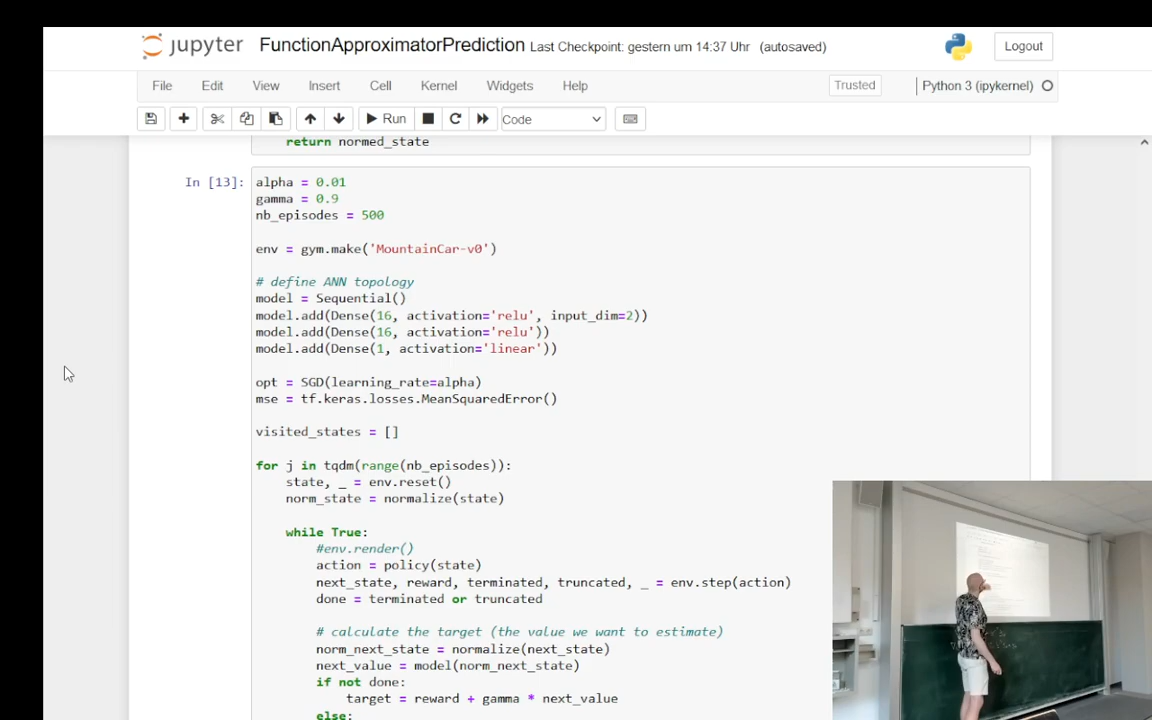 jupyter FunctionApproximatorPrediction Last Checkpoint: gestern um 14:37 Uhr (autosaved) Logout
File Edit View Insert Cell Kernel Widgets Help Trusted Python 3 (ipykernel)
Run Code
return normed_state
In [13]:
alpha = 0.01
gamma = 0.9
nb_episodes = 500
env = gym.make('MountainCar-v0')
# define ANN topology
model = Sequential()
model.add(Dense(16, activation='relu', input_dim=2))
model.add(Dense(16, activation='relu'))
model.add(Dense(1, activation='linear'))
opt = SGD(learning_rate=alpha)
mse = tf.keras.losses.MeanSquaredError()
visited_states = []
for j in tqdm(range(nb_episodes)):
    state, _ = env.reset()
    norm_state = normalize(state)
    while True:
        #env.render()
        action = policy(state)
        next_state, reward, terminated, truncated, _ = env.step(action)
        done = terminated or truncated
        # calculate the target (the value we want to estimate)
        norm_next_state = normalize(next_state)
        next_value = model(norm_next_state)
        if not done:
            target = reward + gamma * next_value
        else: